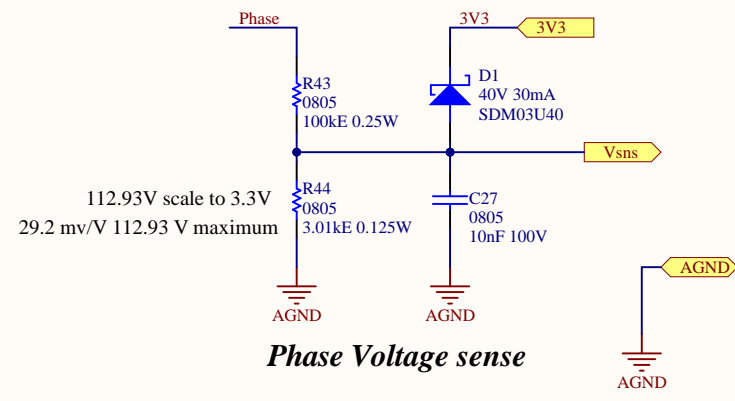 Phase
3V3
3V3
R43
0805
100kE 0.25W
D1
40V 30mA
SDM03U40
Vsns
112.93V scale to 3.3V
29.2 mv/V 112.93 V maximum
R44
0805
3.01kE 0.125W
C27
0805
10nF 100V
AGND
AGND
AGND
Phase Voltage sense
AGND